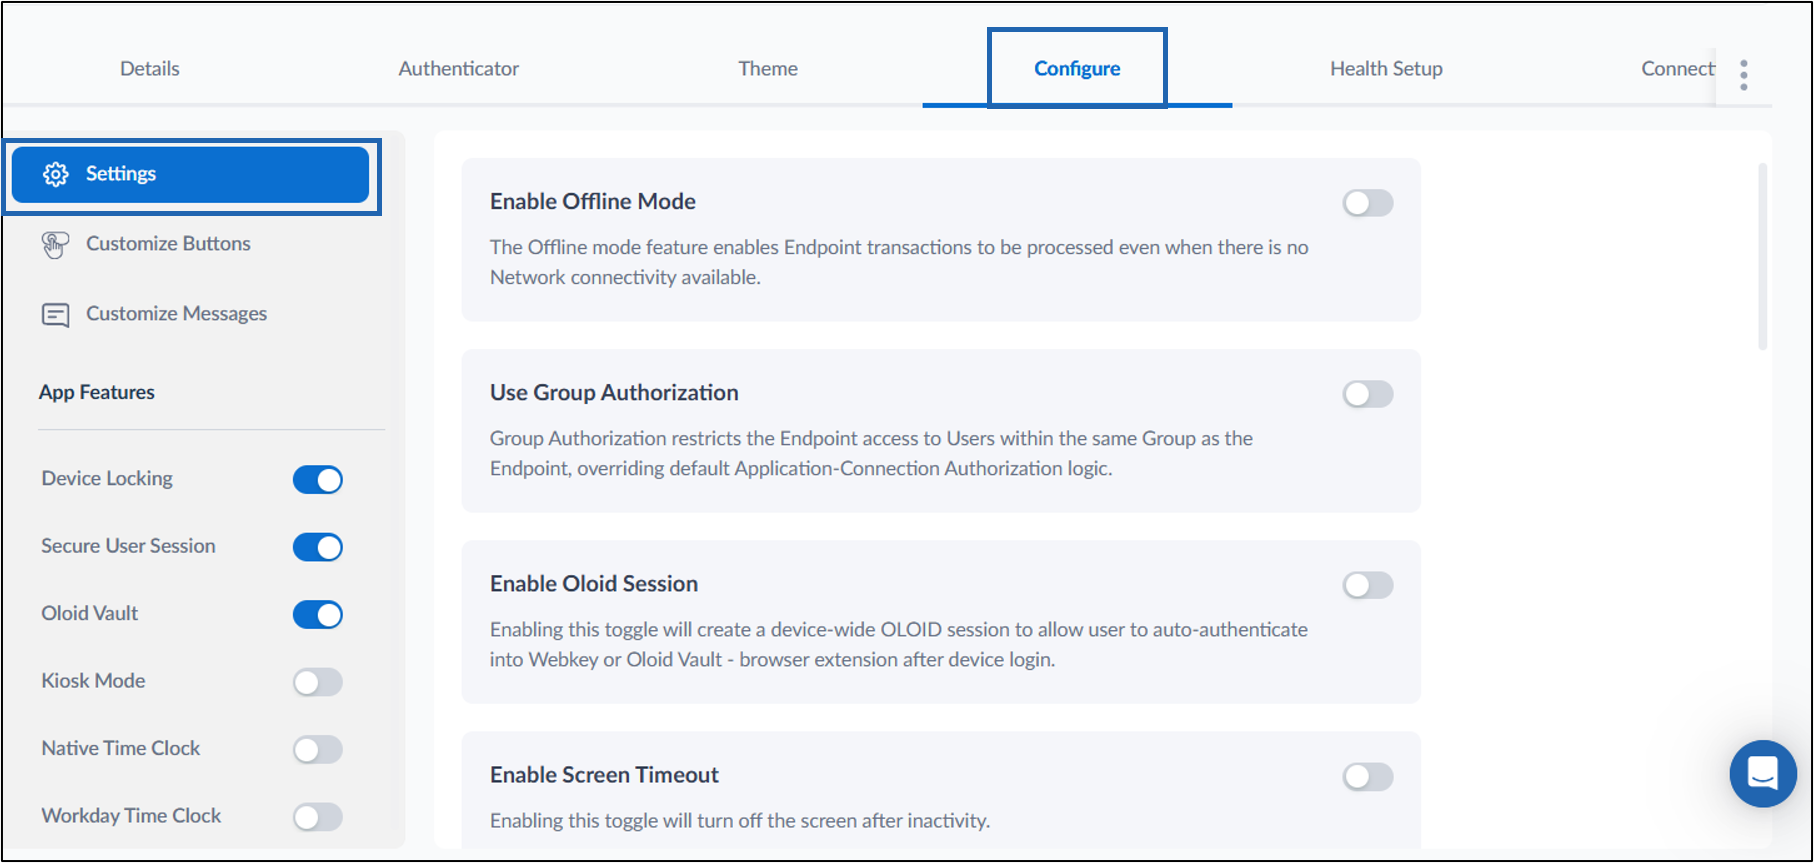 Details
Authenticator
Theme
Configure
Health Setup
Connect
Settings
Customize Buttons
Customize Messages
App Features
Device Locking
Secure User Session
Oloid Vault
Kiosk Mode
Native Time Clock
Workday Time Clock
Enable Offline Mode
The Offline mode feature enables Endpoint transactions to be processed even when there is no
Network connectivity available.
Use Group Authorization
Group Authorization restricts the Endpoint access to Users within the same Group as the
Endpoint, overriding default Application-Connection Authorization logic.
Enable Oloid Session
Enabling this toggle will create a device-wide OLOID session to allow user to auto-authenticate
into Webkey or Oloid Vault - browser extension after device login.
Enable Screen Timeout
Enabling this toggle will turn off the screen after inactivity.